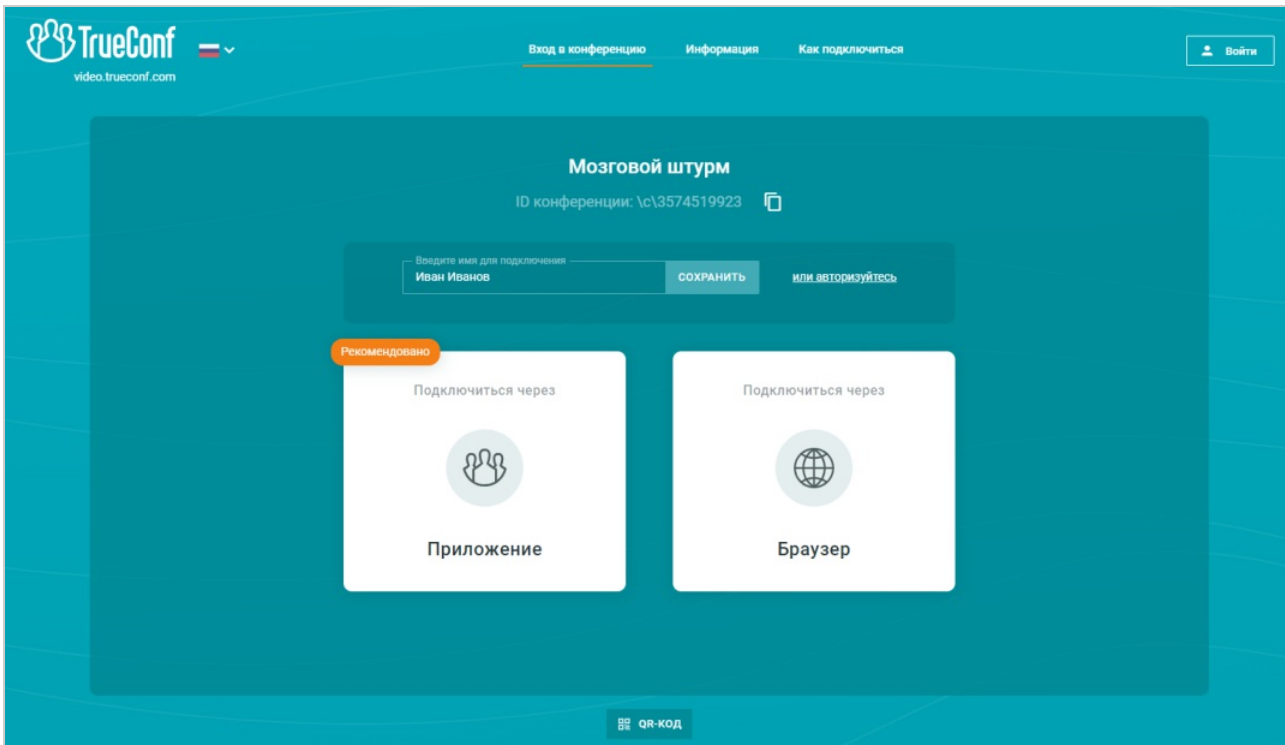 TrueConf
video.trueconf.com
Вход в конференцию
Информация
Как подключиться
Войти
Мозговой штурм
ID конференции: \c\3574519923
Введите имя для подключения
Иван Иванов
СОХРАНИТЬ
или авторизуйтесь
Рекомендовано
Подключиться через
Приложение
Подключиться через
Браузер
QR-КОД